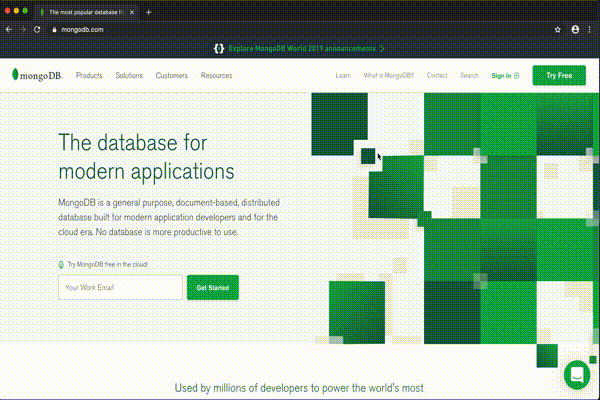 The most popular database fo
mongodb.com
Explore MongoDB World 2019 announcements
mongoDB.
Products
Solutions
Customers
Resources
Learn
What is MongoDB?
Contact
Search
Sign In
Try Free
The database for
modern applications
MongoDB is a general purpose, document-based, distributed
database built for modern application developers and for the
cloud era. No database is more productive to use.
Try MongoDB free in the cloud!
Your Work Email
Get Started
Used by millions of developers to power the world's most